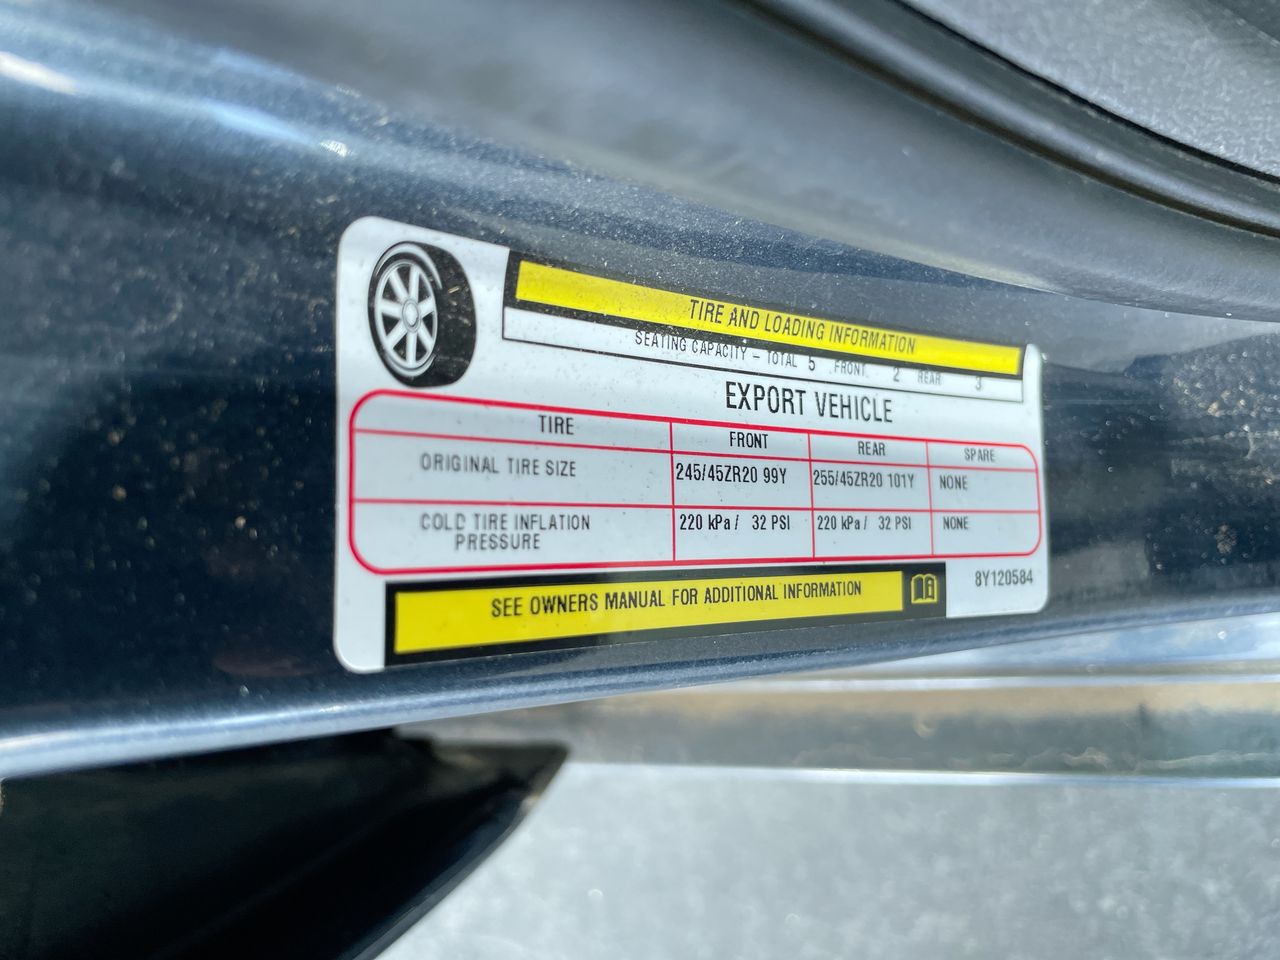 TIRE AND LOADING INFORMATION
SEATING CAPACITY - TOTAL 5 FRONT 2 REAR 3
EXPORT VEHICLE
TIRE FRONT REAR SPARE
ORIGINAL TIRE SIZE 245/45ZR20 99Y 255/45ZR20 101Y NONE
COLD TIRE INFLATION PRESSURE 220 kPa / 32 PSI 220 kPa / 32 PSI NONE
SEE OWNERS MANUAL FOR ADDITIONAL INFORMATION
8Y120584